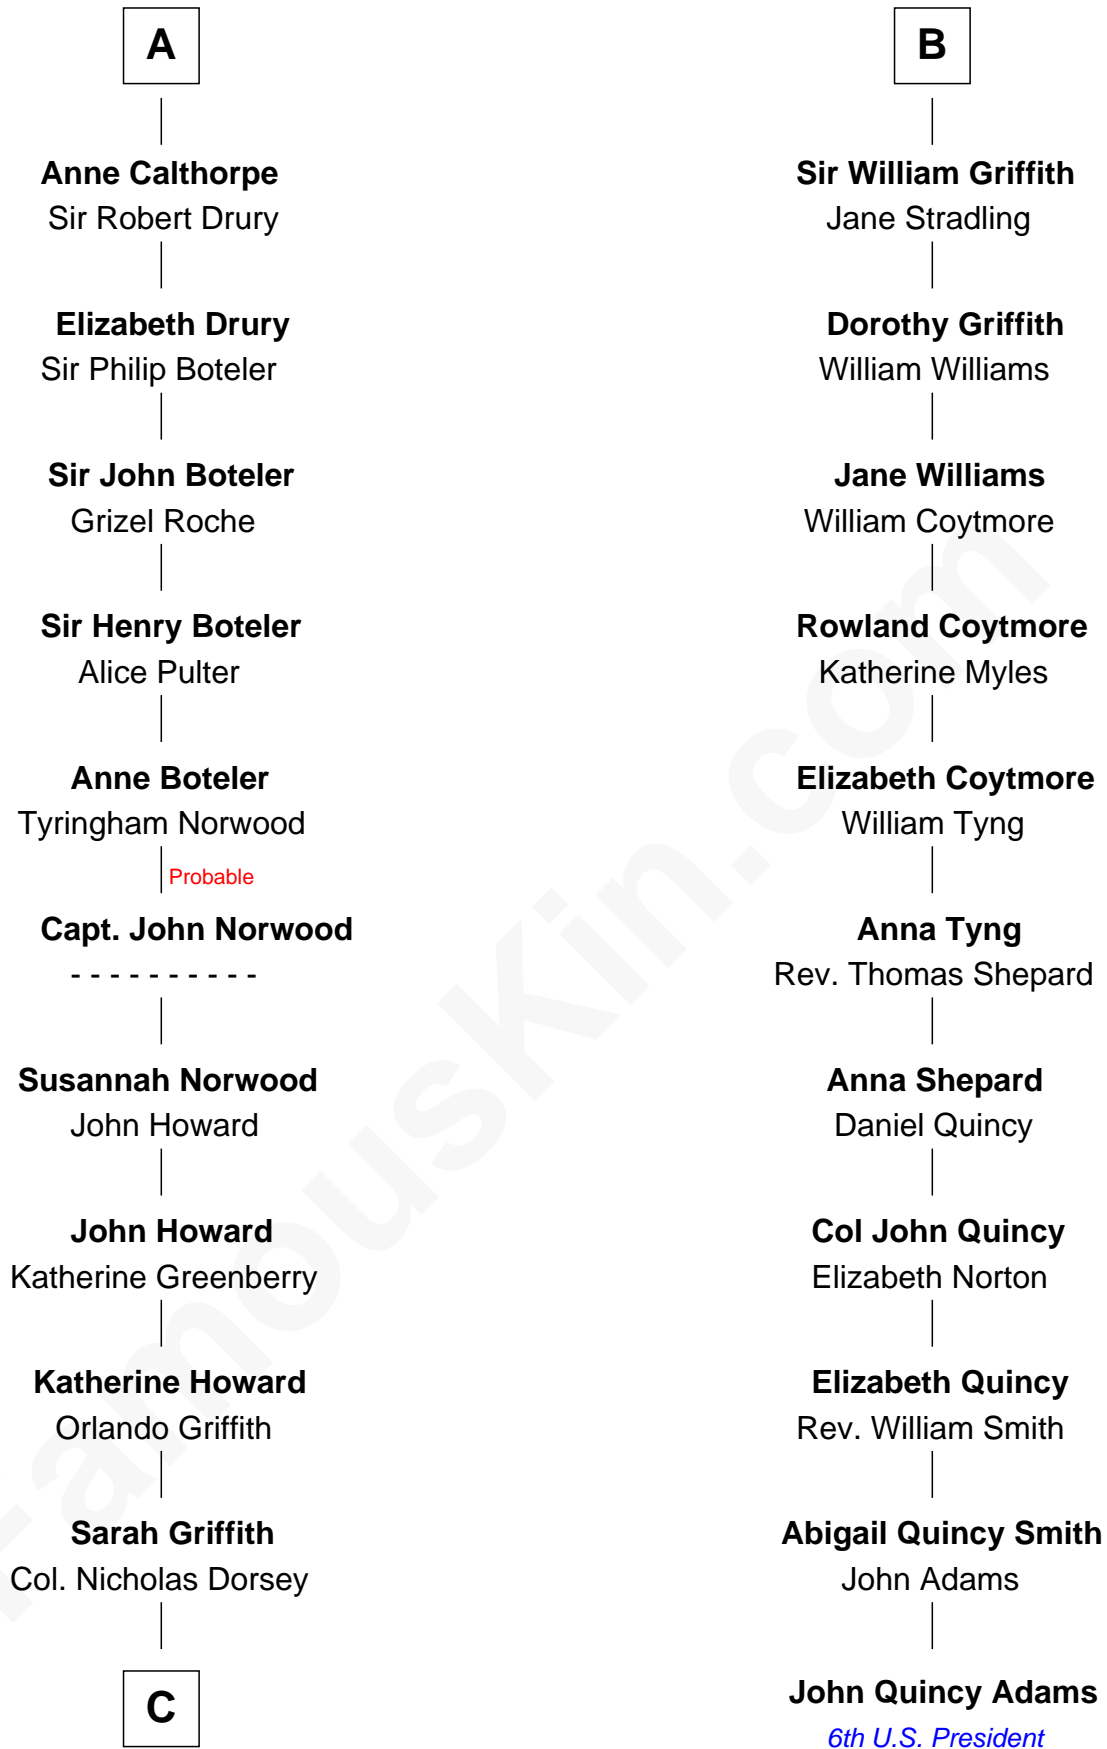 A
Anne Calthorpe
Sir Robert Drury
Elizabeth Drury
Sir Philip Boteler
Sir John Boteler
Grizel Roche
Sir Henry Boteler
Alice Pulter
Anne Boteler
Tyringham Norwood
Probable
Capt. John Norwood
- - - - - - - - - -
Susannah Norwood
John Howard
John Howard
Katherine Greenberry
Katherine Howard
Orlando Griffith
Sarah Griffith
Col. Nicholas Dorsey
C
B
Sir William Griffith
Jane Stradling
Dorothy Griffith
William Williams
Jane Williams
William Coytmore
Rowland Coytmore
Katherine Myles
Elizabeth Coytmore
William Tyng
Anna Tyng
Rev. Thomas Shepard
Anna Shepard
Daniel Quincy
Col John Quincy
Elizabeth Norton
Elizabeth Quincy
Rev. William Smith
Abigail Quincy Smith
John Adams
John Quincy Adams
6th U.S. President
FamousKin.com